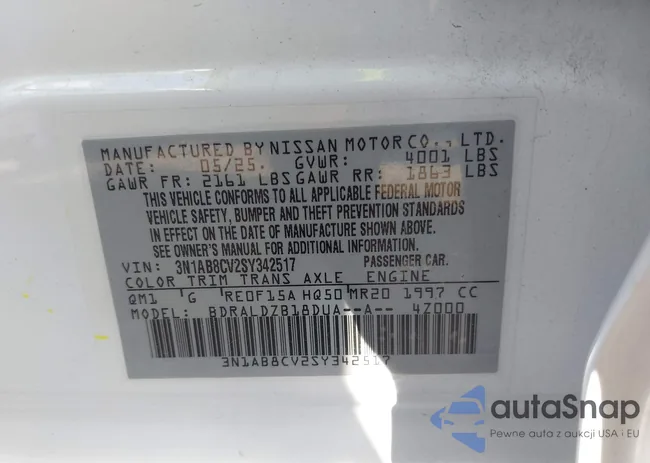 MANUFACTURED BY NISSAN MOTOR CO., LTD.
DATE: 05/25. GVWR: 4001 LBS
GAWR FR: 2161 LBS GAWR RR: 1863 LBS
THIS VEHICLE CONFORMS TO ALL APPLICABLE FEDERAL MOTOR
VEHICLE SAFETY, BUMPER AND THEFT PREVENTION STANDARDS
IN EFFECT ON THE DATE OF MANUFACTURE SHOWN ABOVE.
SEE OWNER'S MANUAL FOR ADDITIONAL INFORMATION.
VIN: 3N1AB8CV2SY342517 PASSENGER CAR.
COLOR TRIM TRANS AXLE ENGINE
QM1 G RE0F15A HQ50 MR20 1997 CC
MODEL: BDRALDZB18DUA--A-- 4Z000
3N1AB8CV2SY342517
autaSnap
Pewne auta z aukcji USA i EU